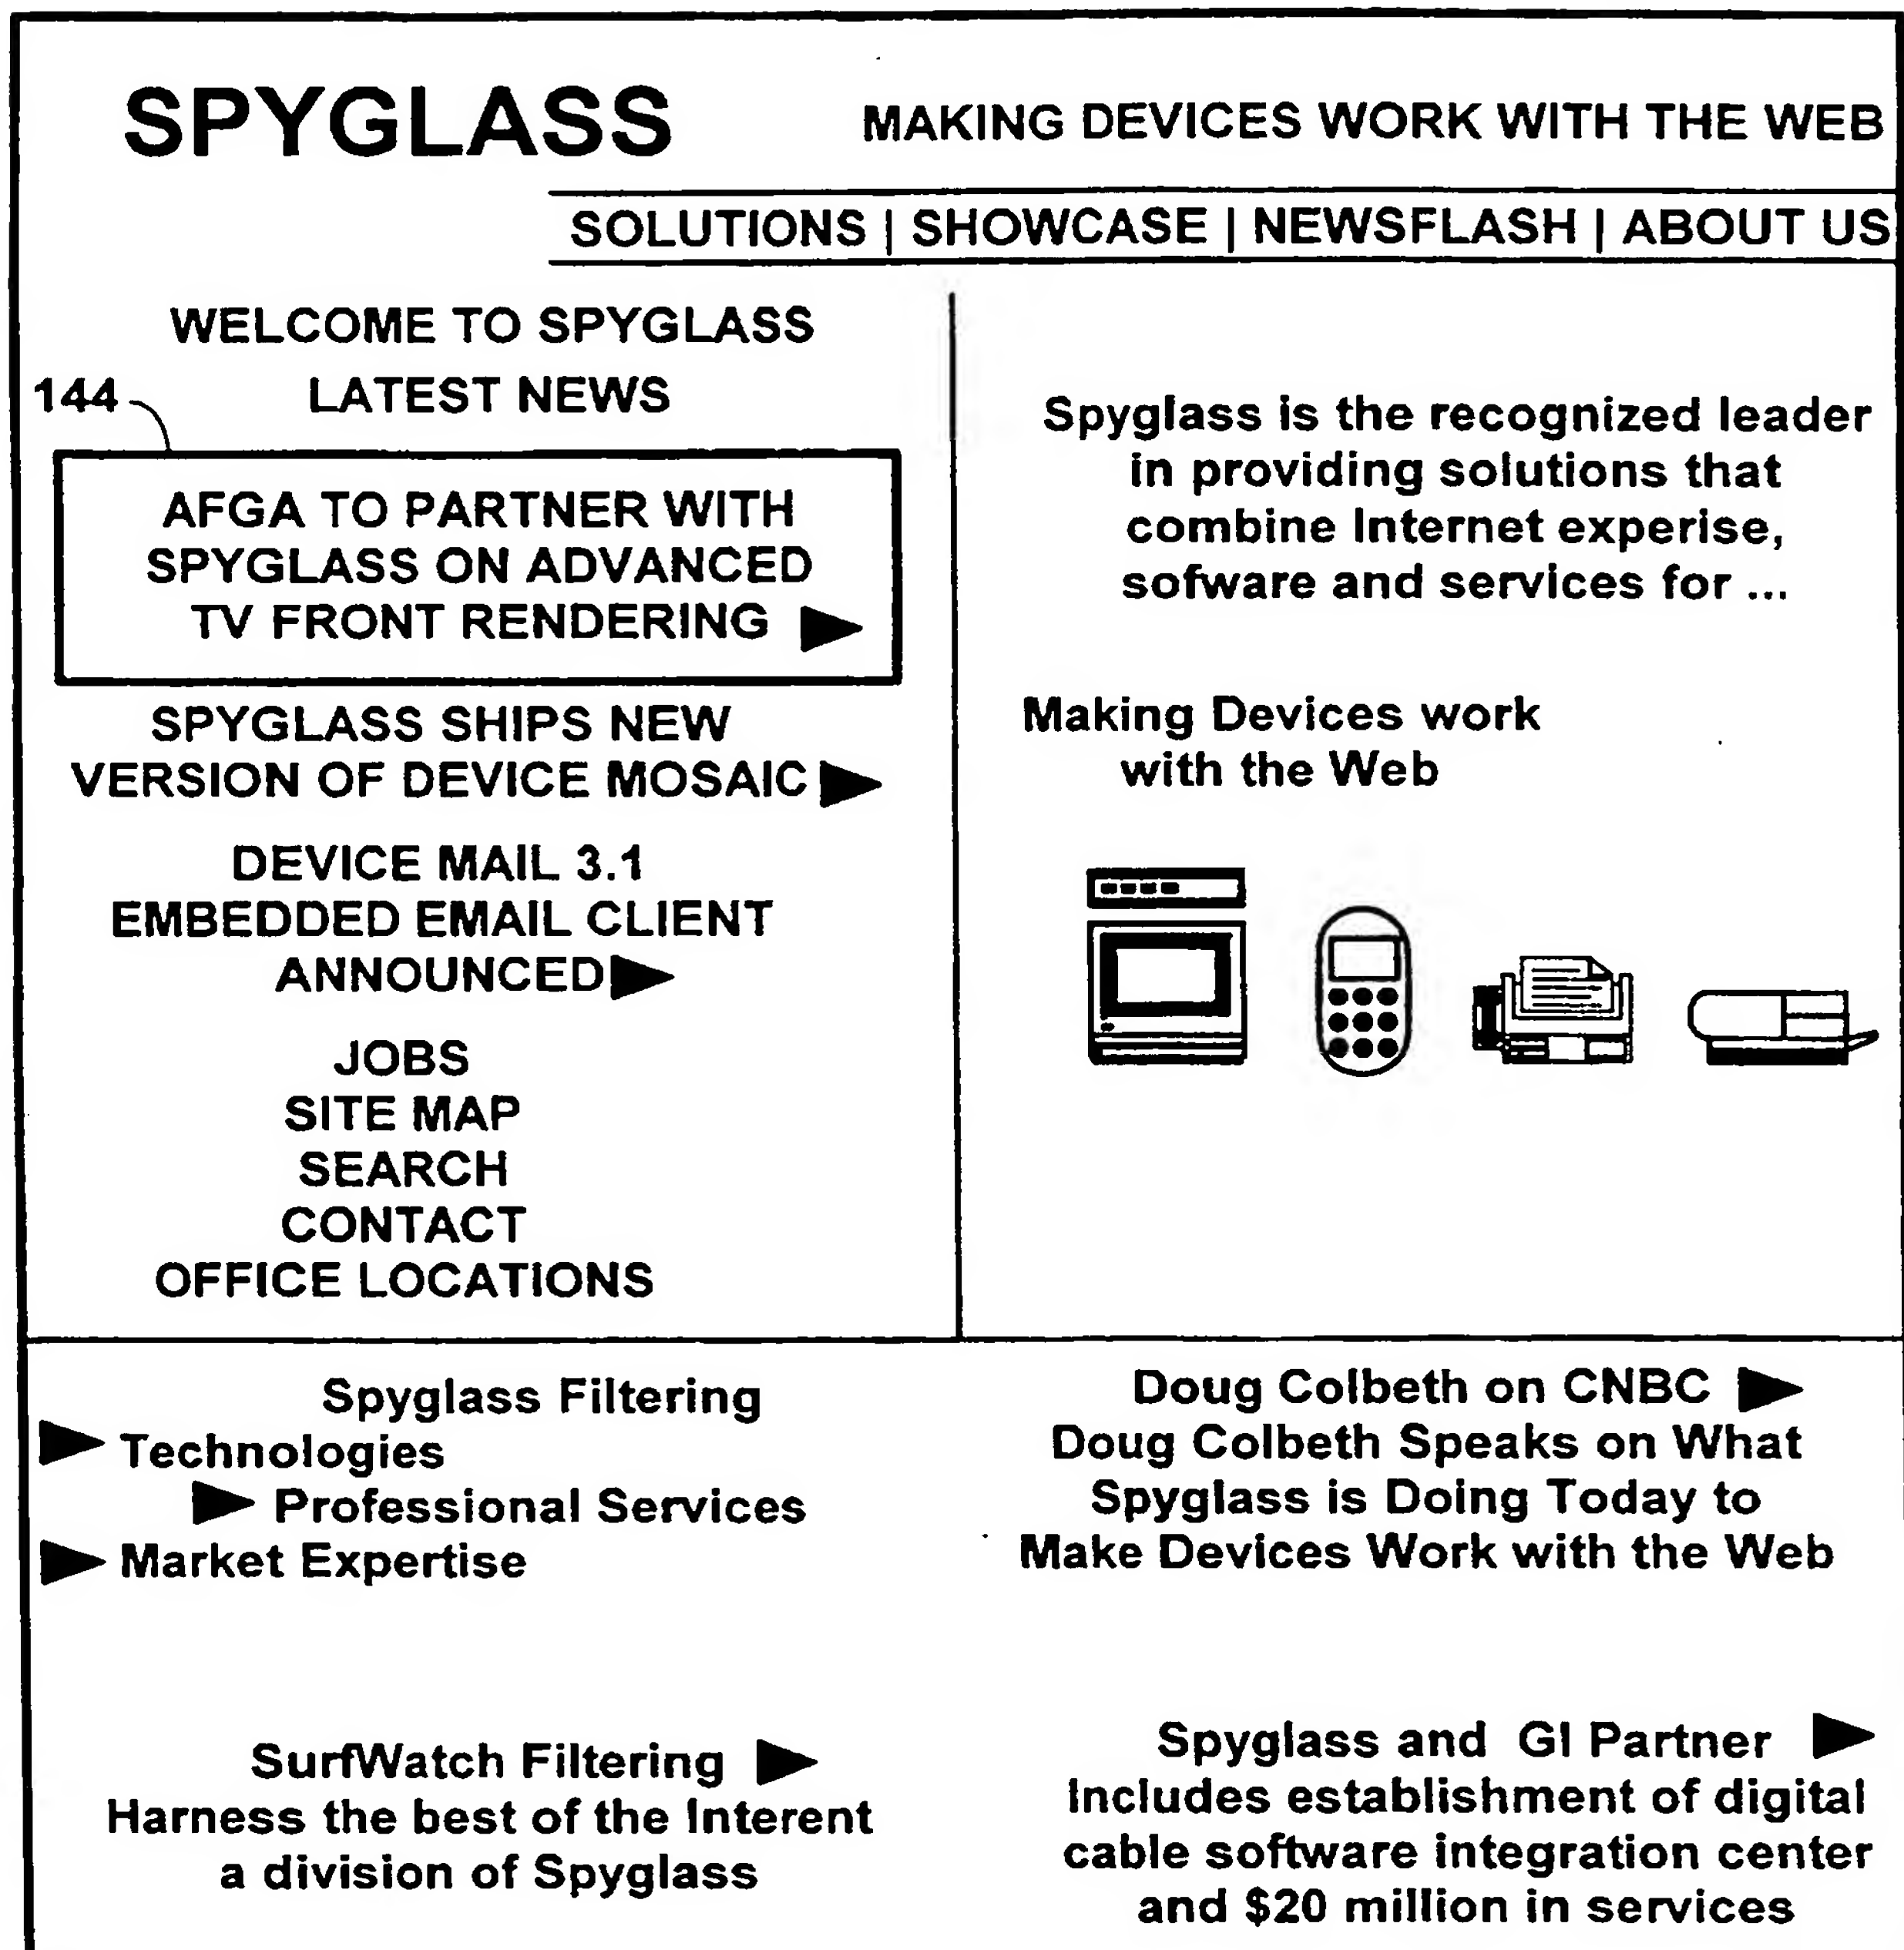 SPYGLASS
MAKING DEVICES WORK WITH THE WEB
SOLUTIONS | SHOWCASE | NEWSFLASH | ABOUT US
WELCOME TO SPYGLASS
144
LATEST NEWS
AFGA TO PARTNER WITH
SPYGLASS ON ADVANCED
TV FRONT RENDERING
SPYGLASS SHIPS NEW
VERSION OF DEVICE MOSAIC
DEVICE MAIL 3.1
EMBEDDED EMAIL CLIENT
ANNOUNCED
JOBS
SITE MAP
SEARCH
CONTACT
OFFICE LOCATIONS
Spyglass is the recognized leader
in providing solutions that
combine Internet experise,
sofware and services for ...
Making Devices work
with the Web
Spyglass Filtering
Technologies
Professional Services
Market Expertise
Doug Colbeth on CNBC
Doug Colbeth Speaks on What
Spyglass is Doing Today to
Make Devices Work with the Web
SurfWatch Filtering
Harness the best of the Interent
a division of Spyglass
Spyglass and GI Partner
Includes establishment of digital
cable software integration center
and $20 million in services